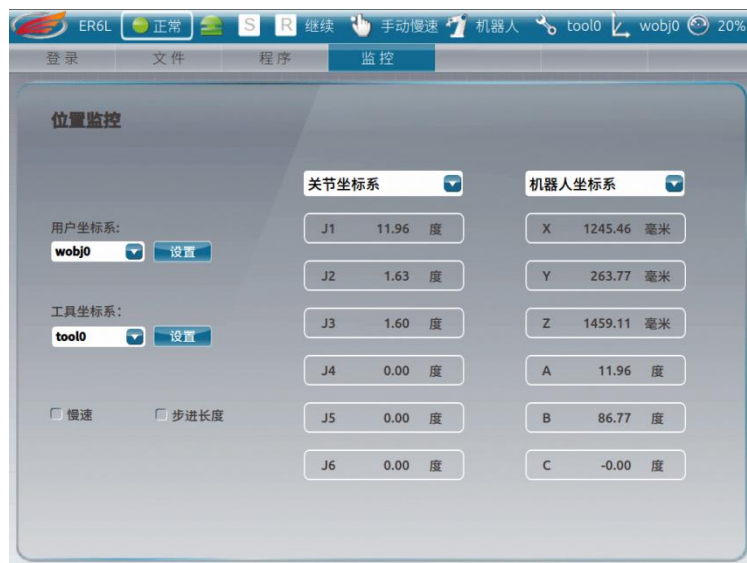 ER6L 正常 S R 继续 手动慢速 机器人 tool0 wobj0 20%
登录 文件 程序 监控
位置监控
关节坐标系 机器人坐标系
用户坐标系: J1 11.96 度 X 1245.46 毫米
wobj0 设置
J2 1.63 度 Y 263.77 毫米
工具坐标系: J3 1.60 度 Z 1459.11 毫米
tool0 设置
J4 0.00 度 A 11.96 度
慢速 步进长度 J5 0.00 度 B 86.77 度
J6 0.00 度 C -0.00 度